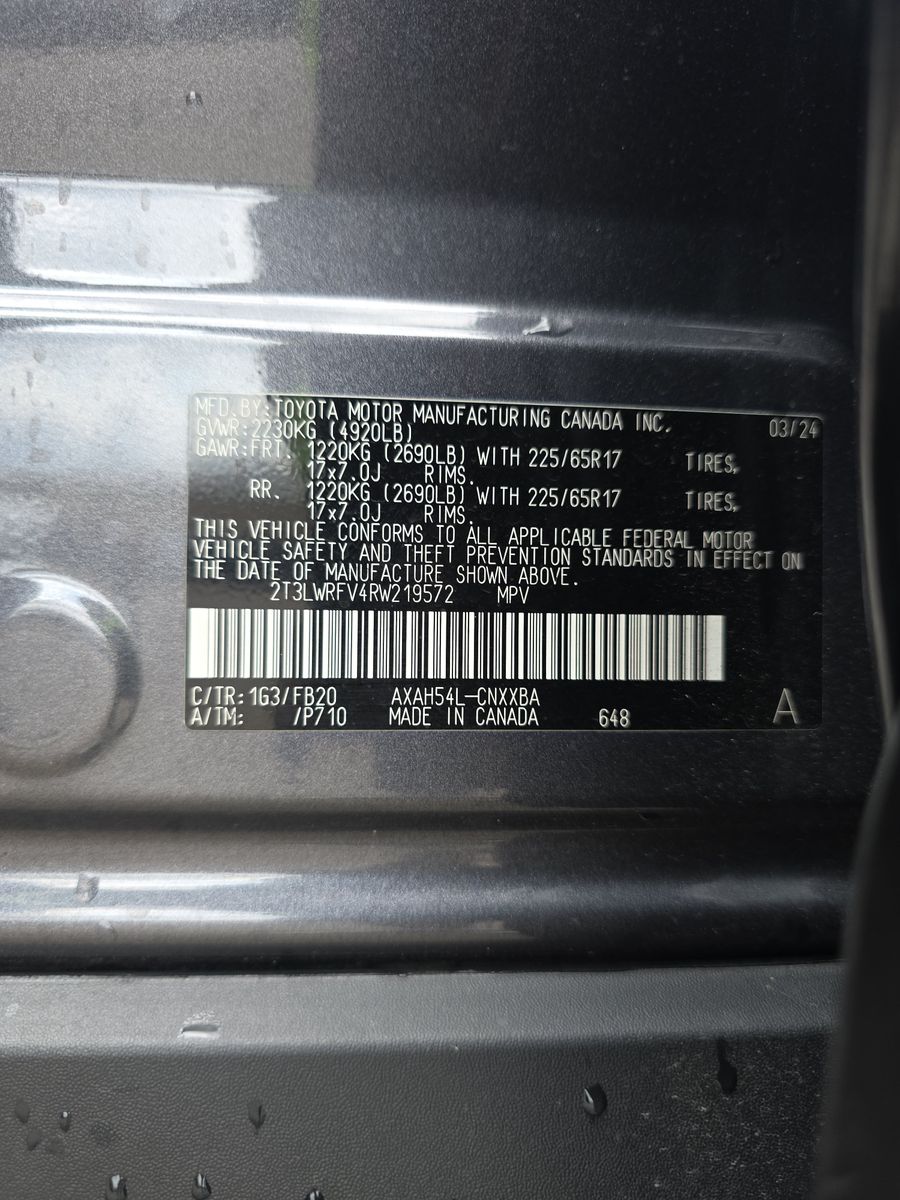 MFD.BY:TOYOTA MOTOR MANUFACTURING CANADA INC. 03/24
GVWR:2230KG (4920LB)
GAWR:FRT. 1220KG (2690LB) WITH 225/65R17 TIRES,
17x7.0J RIMS.
RR. 1220KG (2690LB) WITH 225/65R17 TIRES,
17x7.0J RIMS.
THIS VEHICLE CONFORMS TO ALL APPLICABLE FEDERAL MOTOR
VEHICLE SAFETY AND THEFT PREVENTION STANDARDS IN EFFECT ON
THE DATE OF MANUFACTURE SHOWN ABOVE.
2T3LWRFV4RW219572 MPV
C/TR:1G3/FB20 AXAH54L-CNXXBA
A/TM: /P710 MADE IN CANADA 648 A